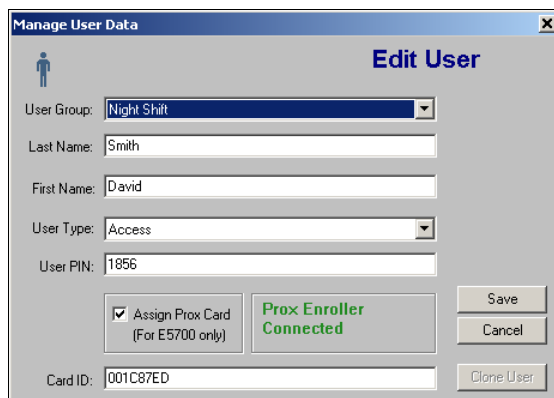 Manage User Data
Edit User
User Group: Night Shift
Last Name: Smith
First Name: David
User Type: Access
User PIN: 1856
Assign Prox Card
(For E5700 only)
Prox Enroller
Connected
Save
Cancel
Card ID: 001C87ED
Clone User